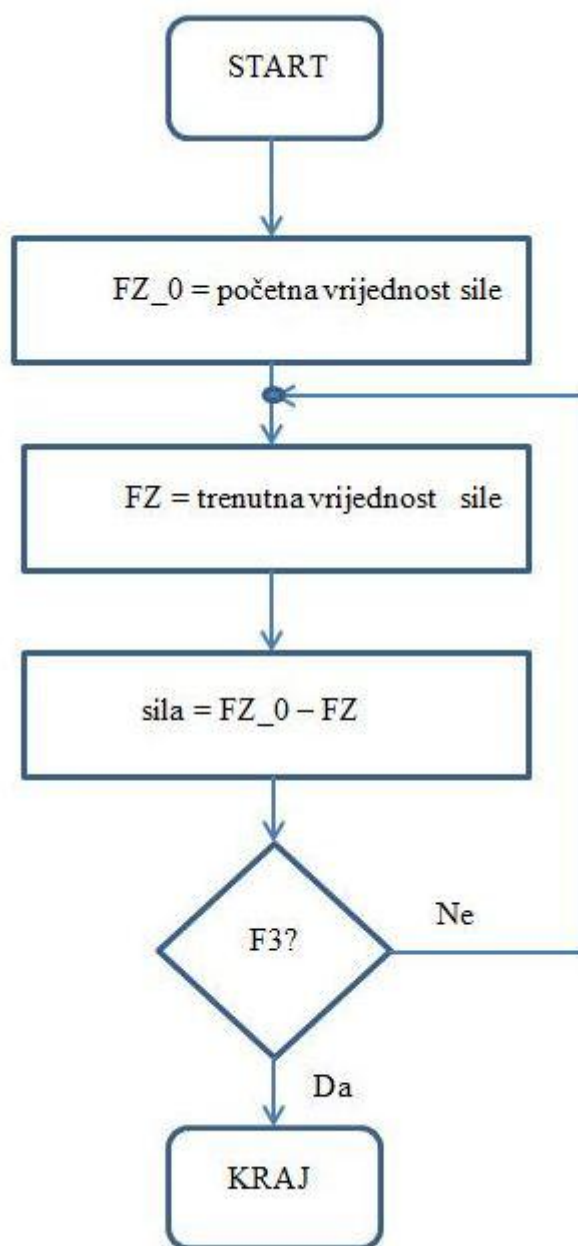 START
FZ_0 = početna vrijednost sile
FZ = trenutna vrijednost sile
sila = FZ_0 – FZ
F3?
Ne
Da
KRAJ